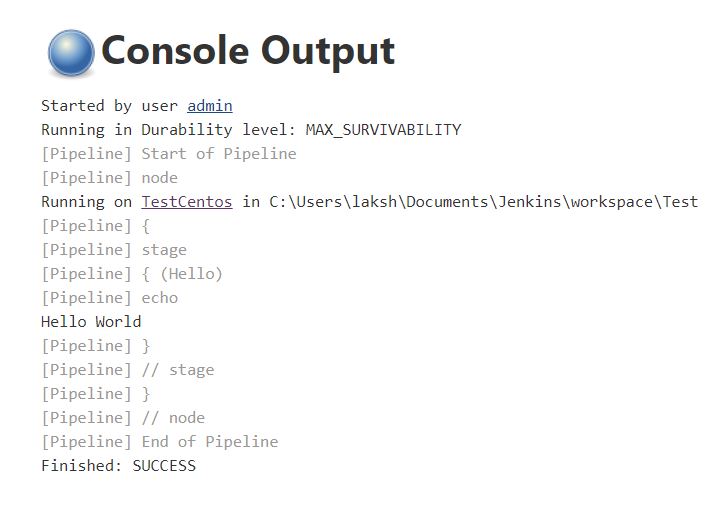 Console Output
Started by user admin
Running in Durability level: MAX_SURVIVABILITY
[Pipeline] Start of Pipeline
[Pipeline] node
Running on TestCentos in C:\Users\laksh\Documents\Jenkins\workspace\Test
[Pipeline] {
[Pipeline] stage
[Pipeline] { (Hello)
[Pipeline] echo
Hello World
[Pipeline] }
[Pipeline] // stage
[Pipeline] }
[Pipeline] // node
[Pipeline] End of Pipeline
Finished: SUCCESS